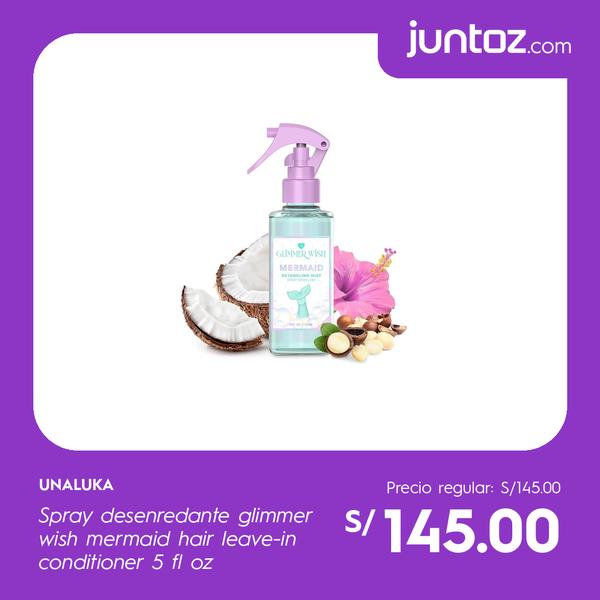 juntoz.com
GLIMMER WISH
MERMAID
DETANGLING MIST
UNALUKA
Precio regular: S/145.00
Spray desenredante glimmer
wish mermaid hair leave-in
conditioner 5 fl oz
S/145.00